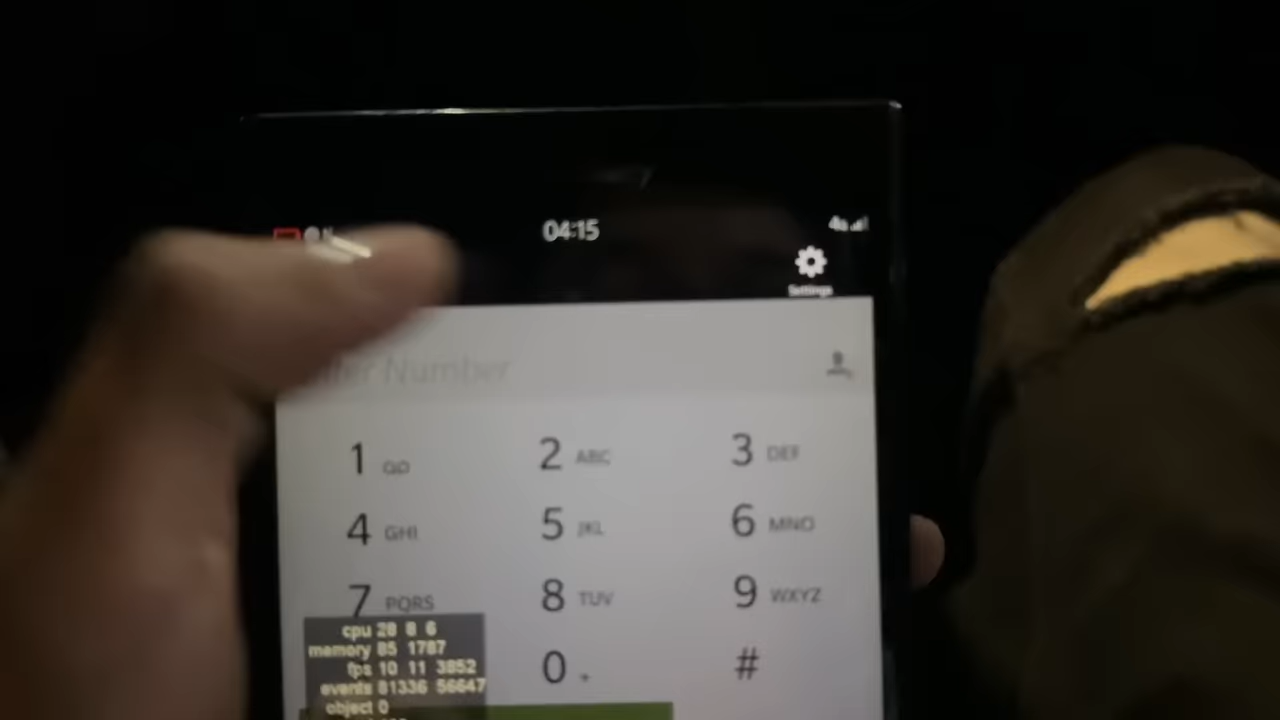 04:15
4G
Settings
Number
1
2 ABC
3 DEF
4 GHI
5 JKL
6 MNO
7 PQRS
8 TUV
9 WXYZ
0 +
#
cpu 28 8 6
memory 85 1787
fps 10 11 3852
events 81336 56647
object 0